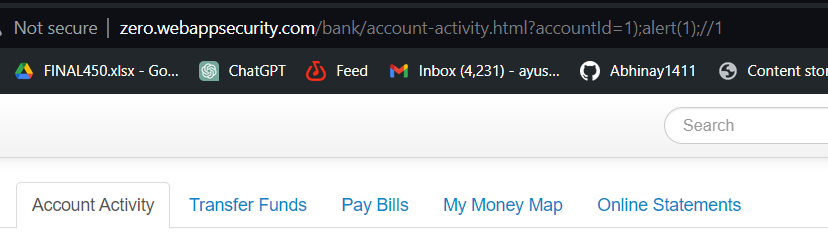 Not secure zero.webappsecurity.com/bank/account-activity.html?accountId=1);alert(1);//1
FINAL450.xlsx - Go... ChatGPT Feed Inbox (4,231) - ayus... Abhinay1411 Content stor
Search
Account Activity Transfer Funds Pay Bills My Money Map Online Statements